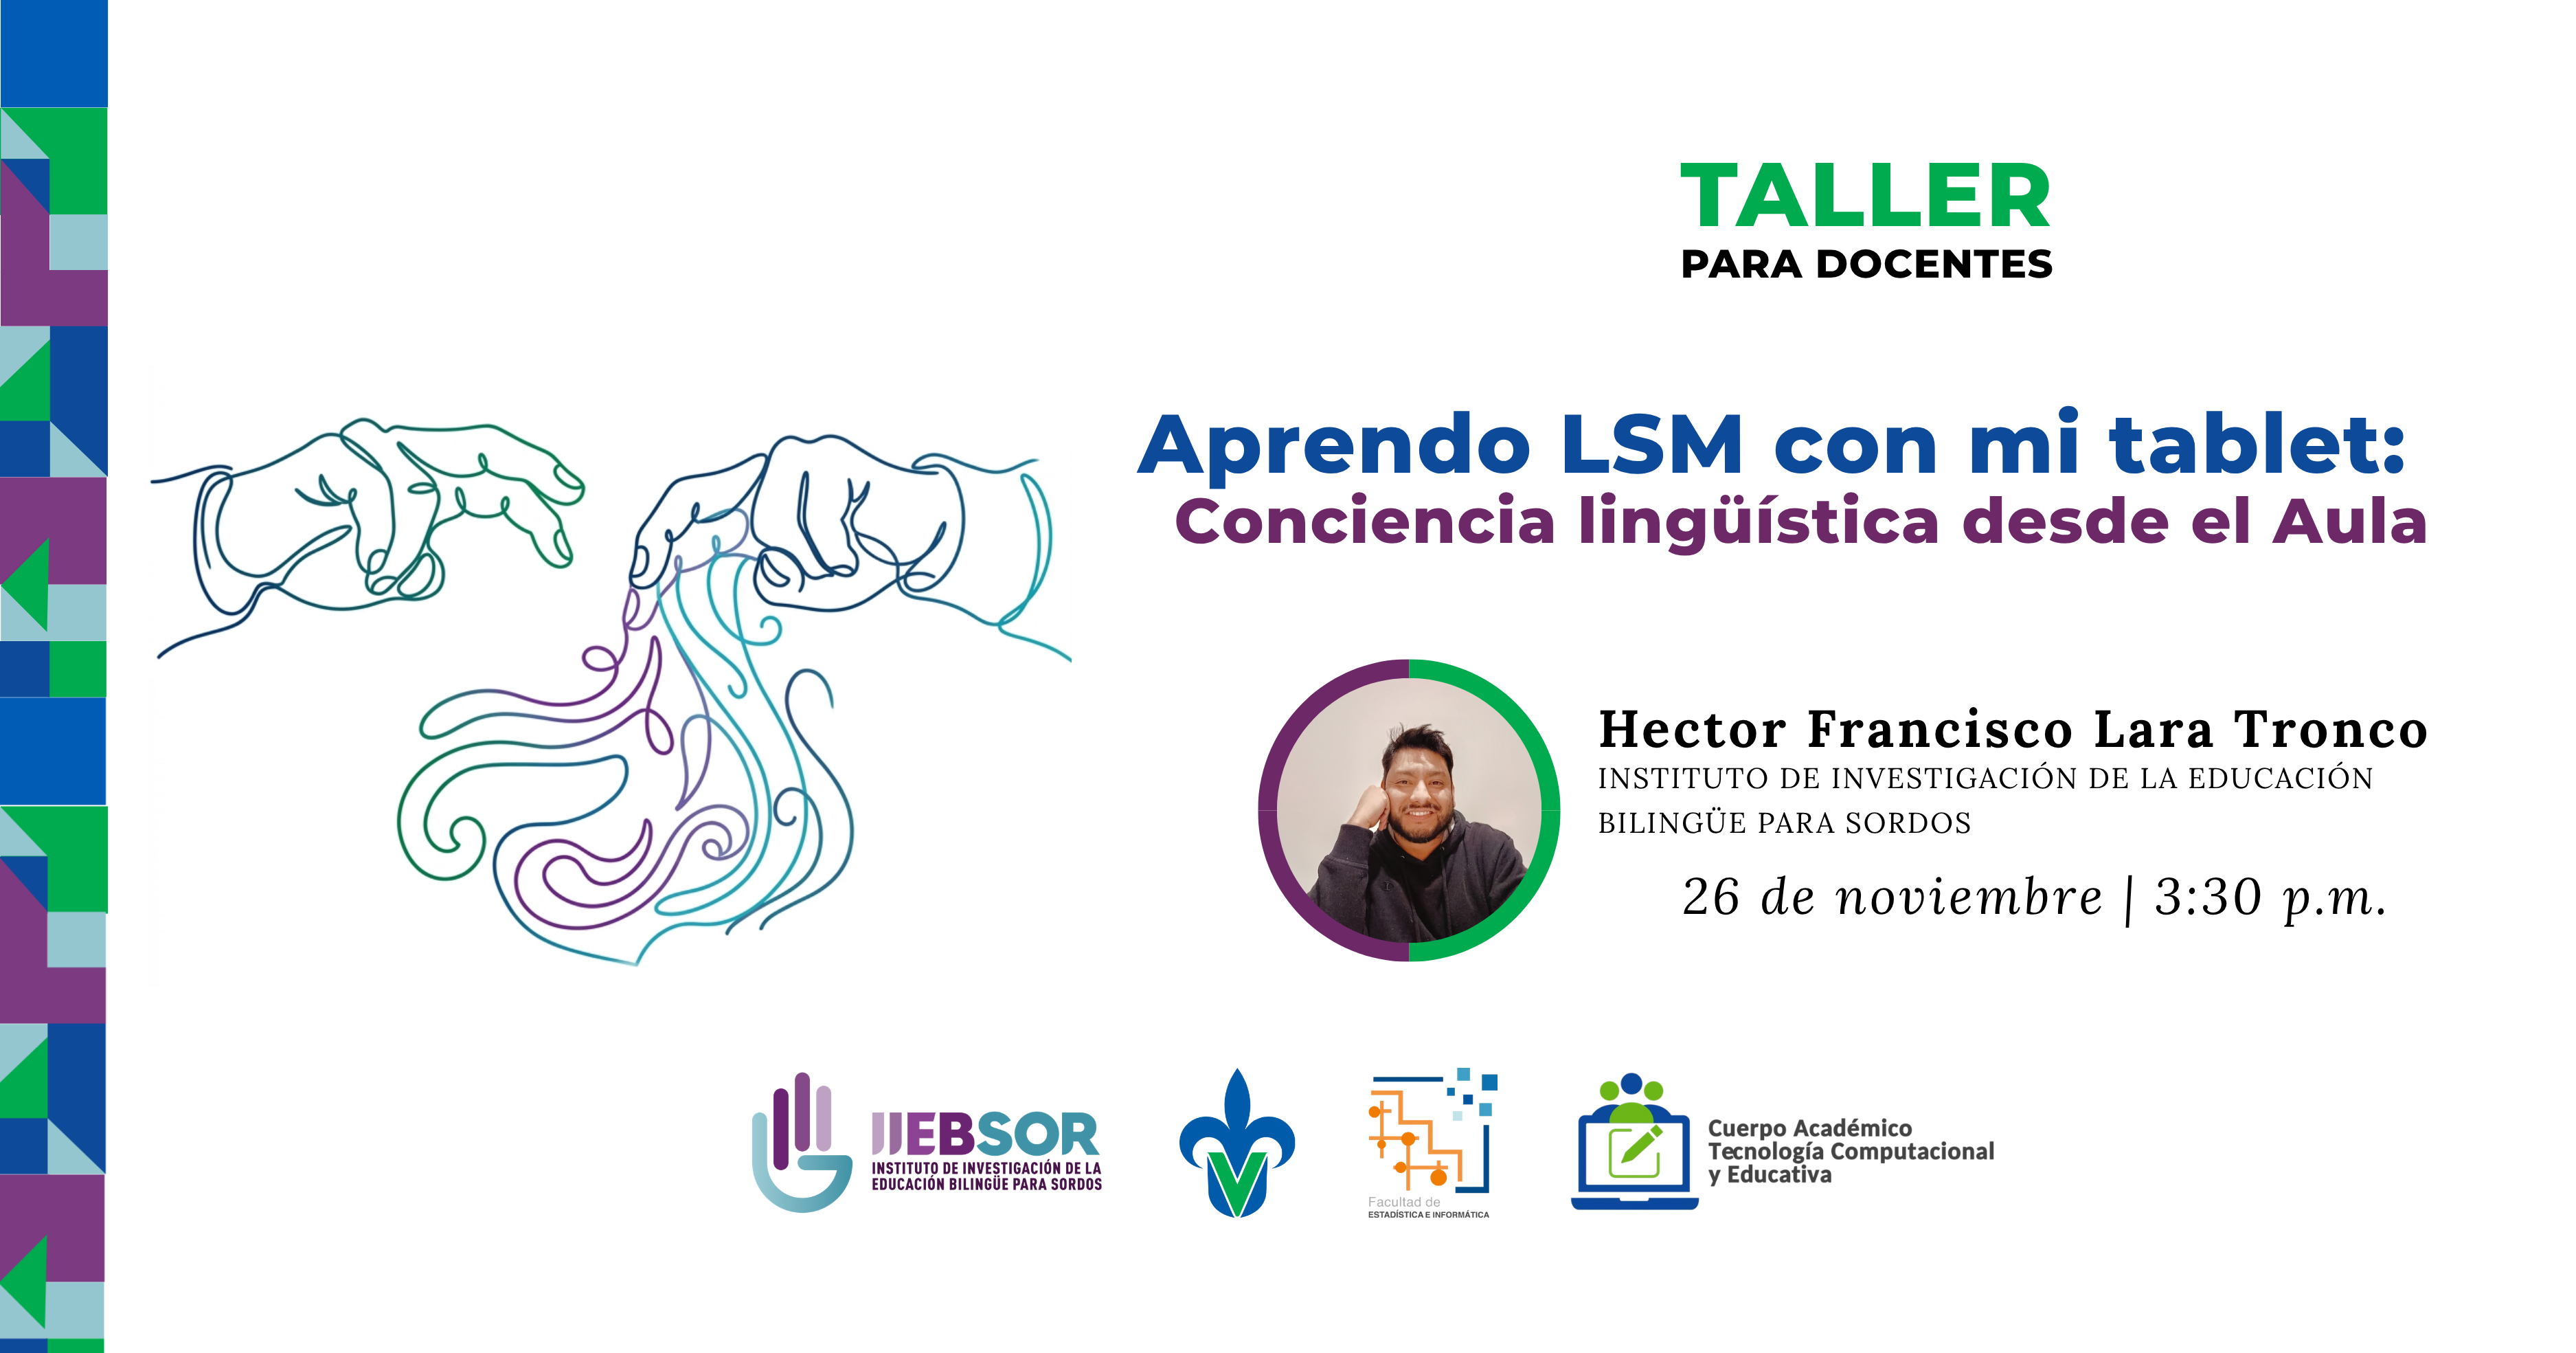 TALLER
PARA DOCENTES
Aprendo LSM con mi tablet:
Conciencia lingüística desde el Aula
Hector Francisco Lara Tronco
INSTITUTO DE INVESTIGACIÓN DE LA EDUCACIÓN
BILINGÜE PARA SORDOS
26 de noviembre | 3:30 p.m.
IIEBSOR
INSTITUTO DE INVESTIGACIÓN DE LA
EDUCACIÓN BILINGÜE PARA SORDOS
Facultad de
ESTADÍSTICA E INFORMÁTICA
Cuerpo Académico
Tecnología Computacional
y Educativa